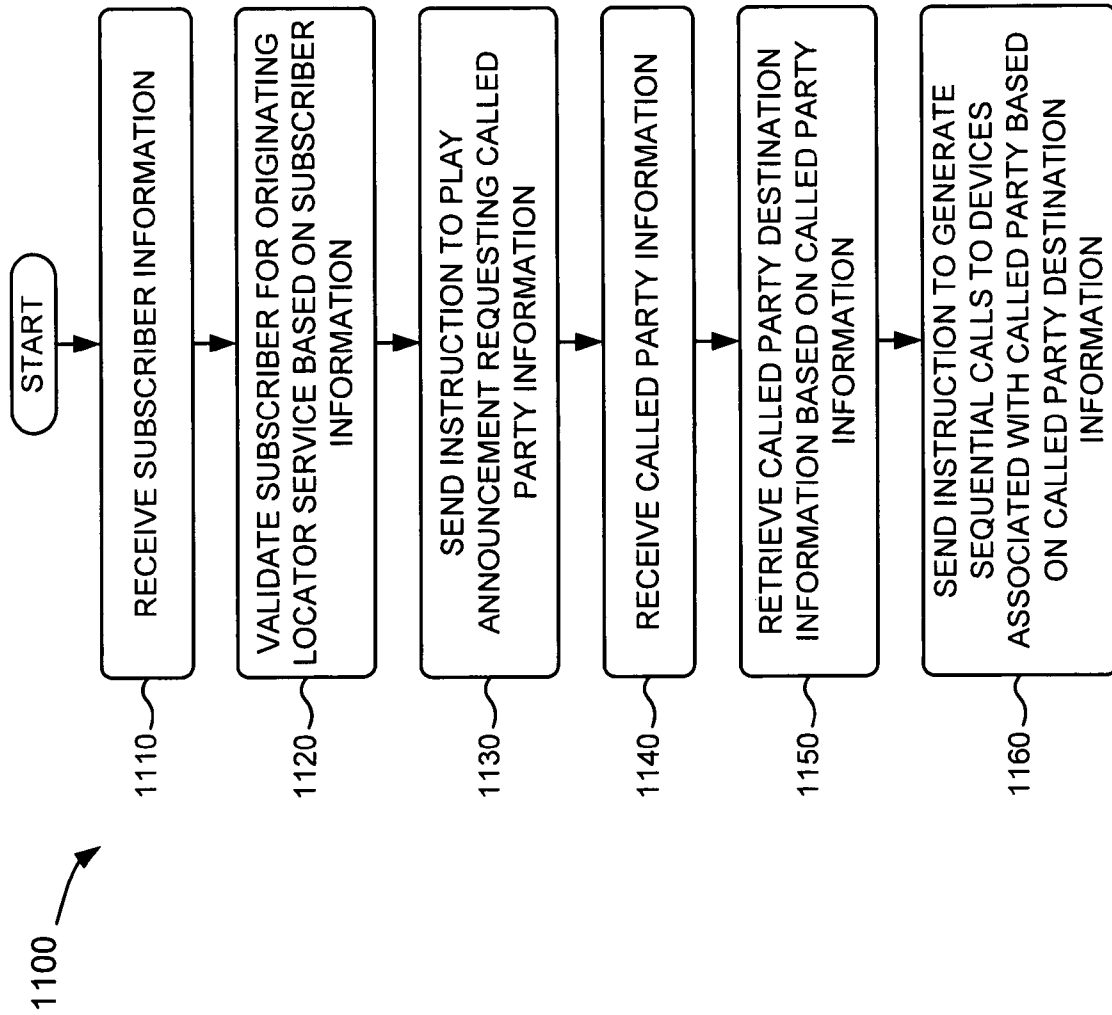 1100
START
1110
RECEIVE SUBSCRIBER INFORMATION
1120
VALIDATE SUBSCRIBER FOR ORIGINATING
LOCATOR SERVICE BASED ON SUBSCRIBER
INFORMATION
1130
SEND INSTRUCTION TO PLAY
ANNOUNCEMENT REQUESTING CALLED
PARTY INFORMATION
1140
RECEIVE CALLED PARTY INFORMATION
1150
RETRIEVE CALLED PARTY DESTINATION
INFORMATION BASED ON CALLED PARTY
INFORMATION
1160
SEND INSTRUCTION TO GENERATE
SEQUENTIAL CALLS TO DEVICES
ASSOCIATED WITH CALLED PARTY BASED
ON CALLED PARTY DESTINATION
INFORMATION